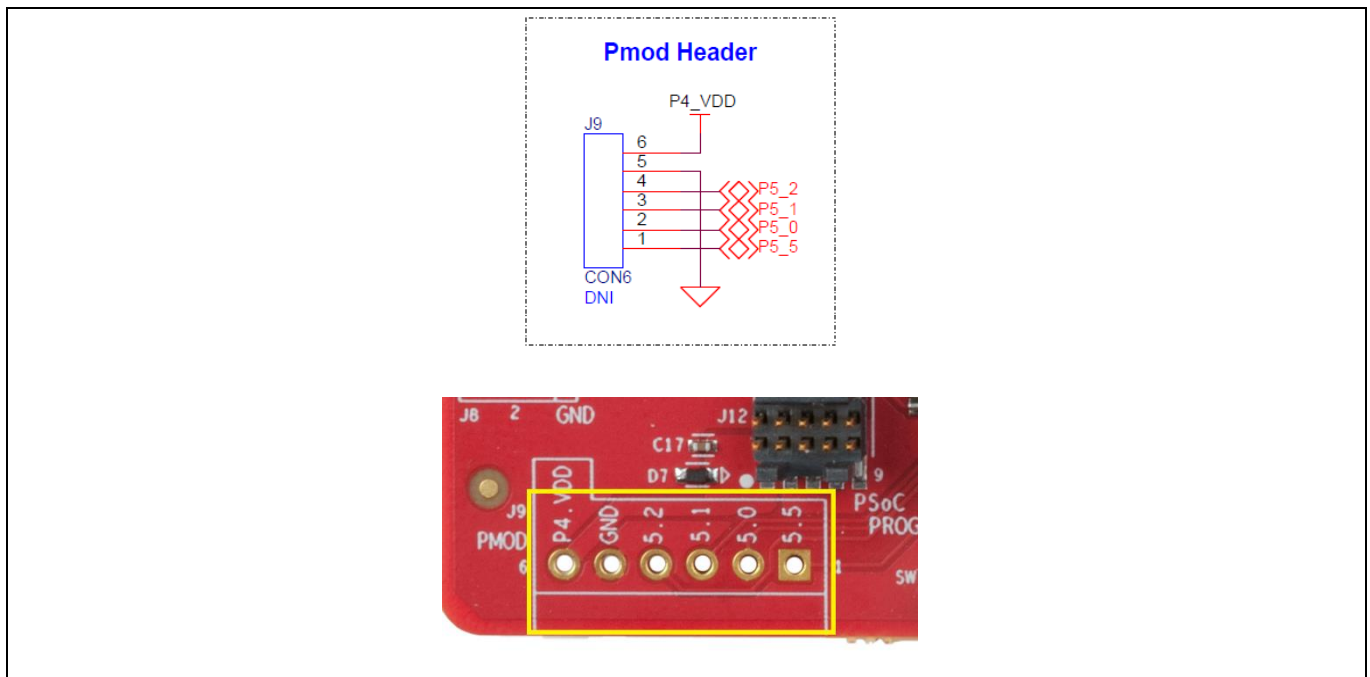 Pmod Header
P4_VDD
J9
6
5
4
3
2
1
P5_2
P5_1
P5_0
P5_5
CON6
DNI
J8 2 GND
J12
C17
D7
9
PSoC
PROG
J9
PMOD
P4.VDD
GND
5.2
5.1
5.0
5.5
6
1
SW